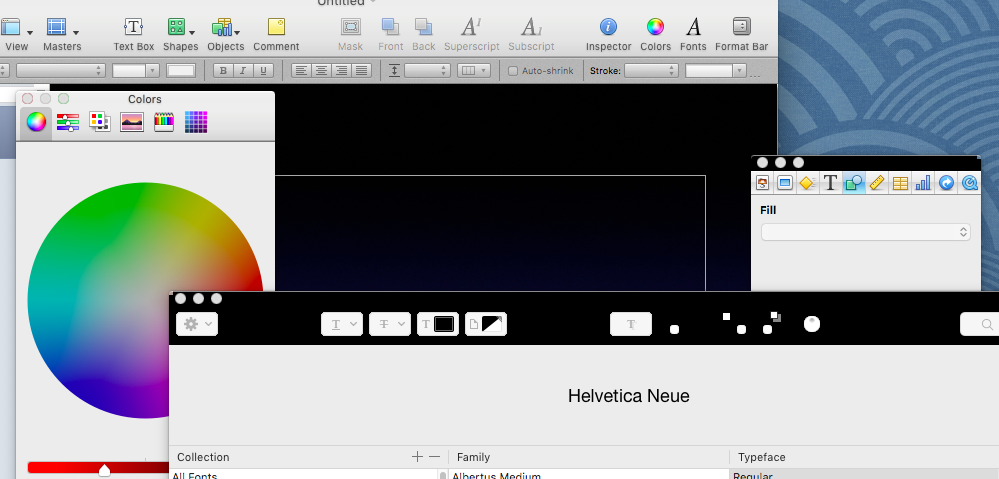 Untitled
View Masters Text Box Shapes Objects Comment Mask Front Back Superscript Subscript Inspector Colors Fonts Format Bar
B I U Auto-shrink Stroke:
Colors
Fill
Helvetica Neue
Collection Family Typeface
All Fonts Albertus Medium Regular